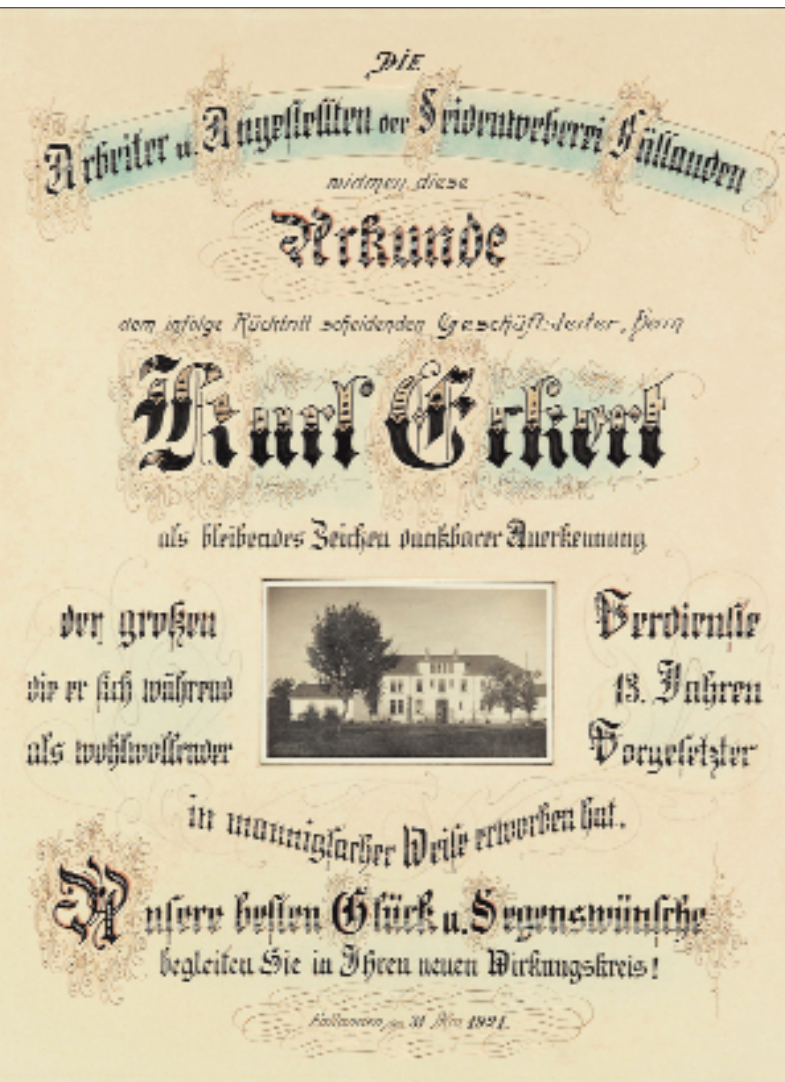 DIE
Arbeiter u. Angestellten der Seidenweberei Fällanden
widmen diese
Urkunde
dem infolge Rücktritt scheidenden Geschäftsleiter, Herrn
Karl Eckert
als bleibendes Zeichen dankbarer Anerkennung
der großen Verdienste
die er sich während 13. Jahren
als wohlwollender Vorgesetzter
in mannigfacher Weise erworben hat.
Unsere besten Glück u. Segenswünsche
begleiten Sie in Ihren neuen Wirkungskreis!
Fällanden, 31 1921.